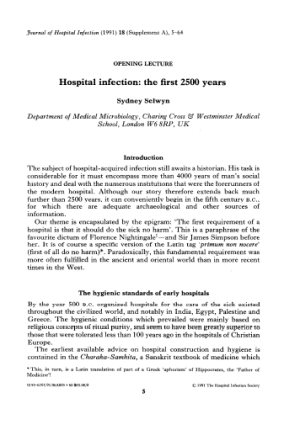 Journal of Hospital Infection (1991) 18 (Supplement A), 5–64
OPENING LECTURE
Hospital infection: the first 2500 years
Sydney Selwyn
Department of Medical Microbiology, Charing Cross & Westminster Medical
School, London W6 8RP, UK
Introduction
The subject of hospital-acquired infection still awaits a historian. His task is
considerable for it must encompass more than 4000 years of man's social
history and deal with the numerous institutions that were the forerunners of
the modern hospital. Although our story therefore extends back much
further than 2500 years, it can conveniently begin in the fifth century B.C.,
for which there are adequate archaeological and other sources of
information.
Our theme is encapsulated by the epigram: 'The first requirement of a
hospital is that it should do the sick no harm'. This is a paraphrase of the
favourite dictum of Florence Nightingale¹—and Sir James Simpson before
her. It is of course a specific version of the Latin tag 'primum non nocere'
(first of all do no harm)*. Paradoxically, this fundamental requirement was
more often fulfilled in the ancient and oriental world than in more recent
times in the West.
The hygienic standards of early hospitals
By the year 500 B.C. organized hospitals for the care of the sick existed
throughout the civilized world, and notably in India, Egypt, Palestine and
Greece. The hygienic conditions which prevailed were mainly based on
religious concepts of ritual purity, and seem to have been greatly superior to
those that were tolerated less than 100 years ago in the hospitals of Christian
Europe.
The earliest available advice on hospital construction and hygiene is
contained in the Charaka-Samhita, a Sanskrit textbook of medicine which
* This, in turn, is a Latin translation of part of a Greek 'aphorism' of Hippocrates, the 'Father of
Medicine'!
© 1991 The Hospital Infection Society
5